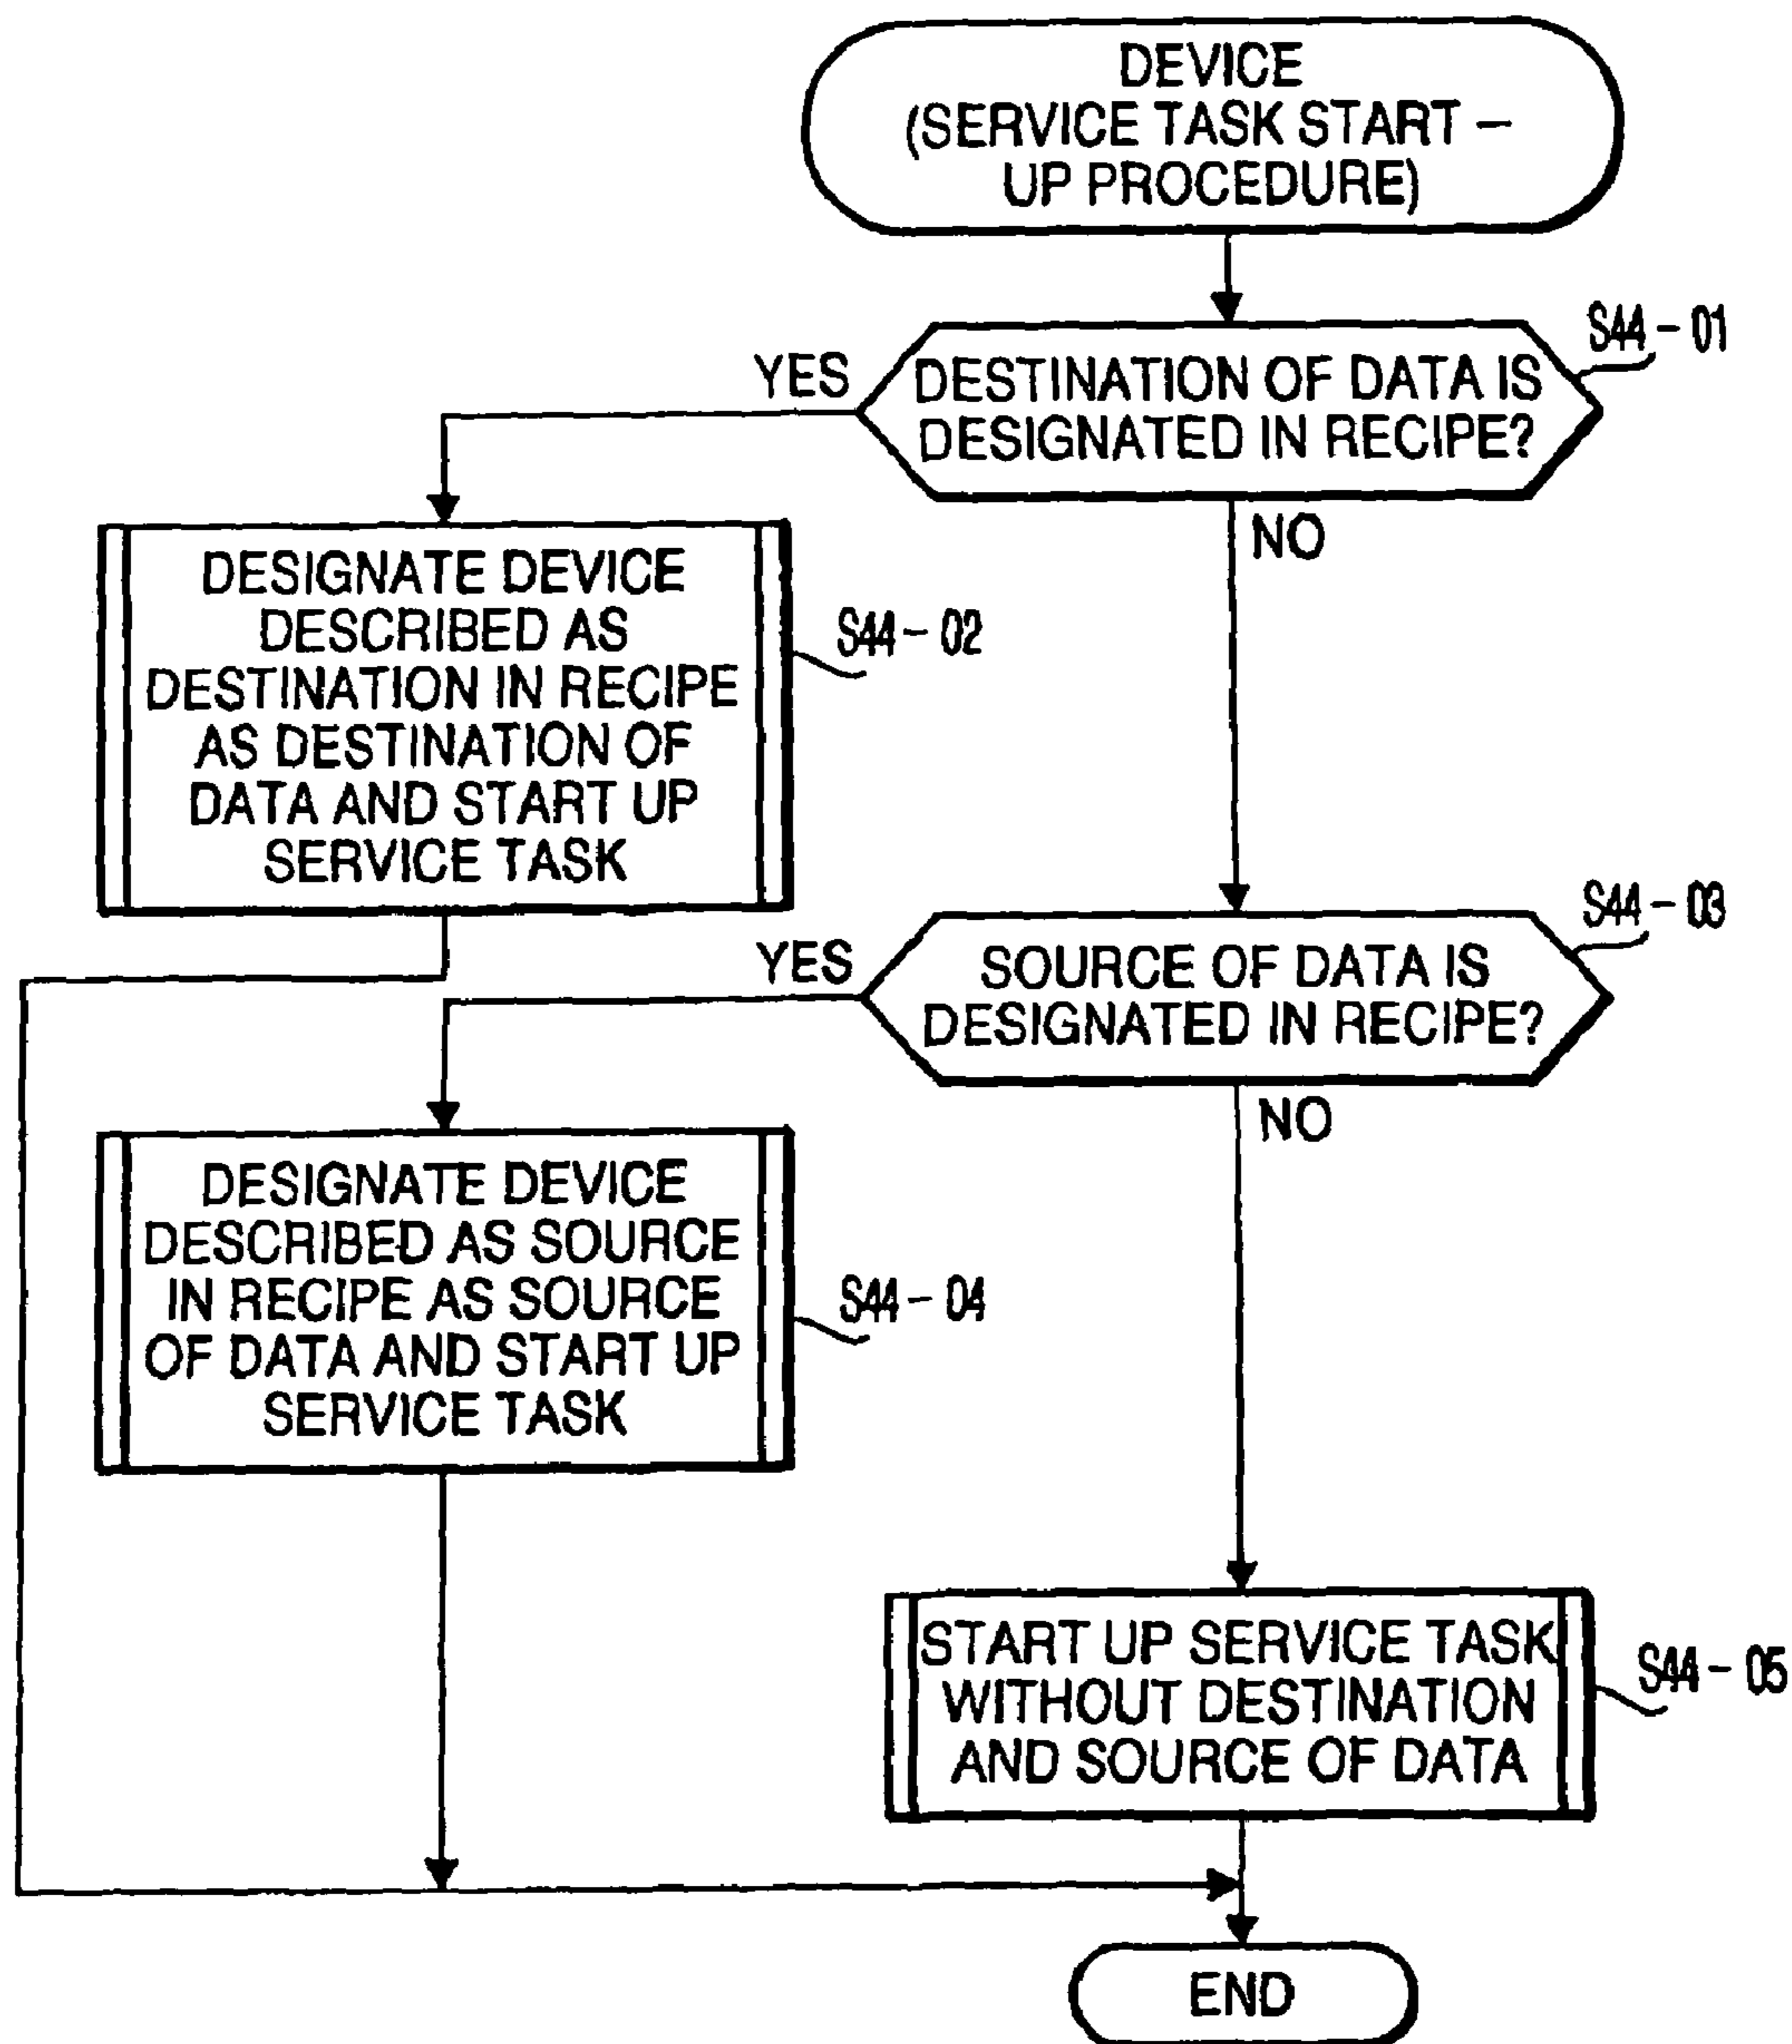 DEVICE
(SERVICE TASK START –
UP PROCEDURE)
S44 – 01
YES
DESTINATION OF DATA IS
DESIGNATED IN RECIPE?
NO
DESIGNATE DEVICE
DESCRIBED AS
DESTINATION IN RECIPE
AS DESTINATION OF
DATA AND START UP
SERVICE TASK
S44 – 02
S44 – 03
YES
SOURCE OF DATA IS
DESIGNATED IN RECIPE?
NO
DESIGNATE DEVICE
DESCRIBED AS SOURCE
IN RECIPE AS SOURCE
OF DATA AND START UP
SERVICE TASK
S44 – 04
START UP SERVICE TASK
WITHOUT DESTINATION
AND SOURCE OF DATA
S44 – 05
END